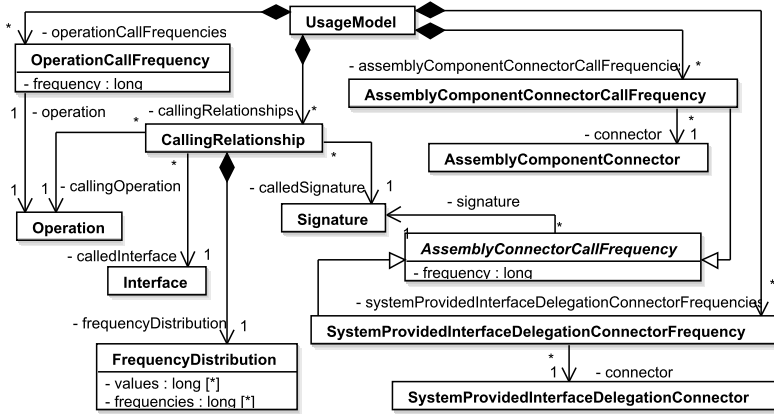 UsageModel
*
- operationCallFrequencies
OperationCallFrequency
- frequency : long
- assemblyComponentConnectorCallFrequencie
*
AssemblyComponentConnectorCallFrequency
1
- operation
- callingRelationships
*
*
CallingRelationship
*
*
*
- connector
1
AssemblyComponentConnector
1
1
- callingOperation
- calledSignature
1
Operation
Signature
- signature
*
1
AssemblyConnectorCallFrequency
- frequency : long
- calledInterface
1
Interface
*
- systemProvidedInterfaceDelegationConnectorFrequencies
- frequencyDistribution
1
SystemProvidedInterfaceDelegationConnectorFrequency
FrequencyDistribution
- values : long [*]
- frequencies : long [*]
*
1
- connector
SystemProvidedInterfaceDelegationConnector